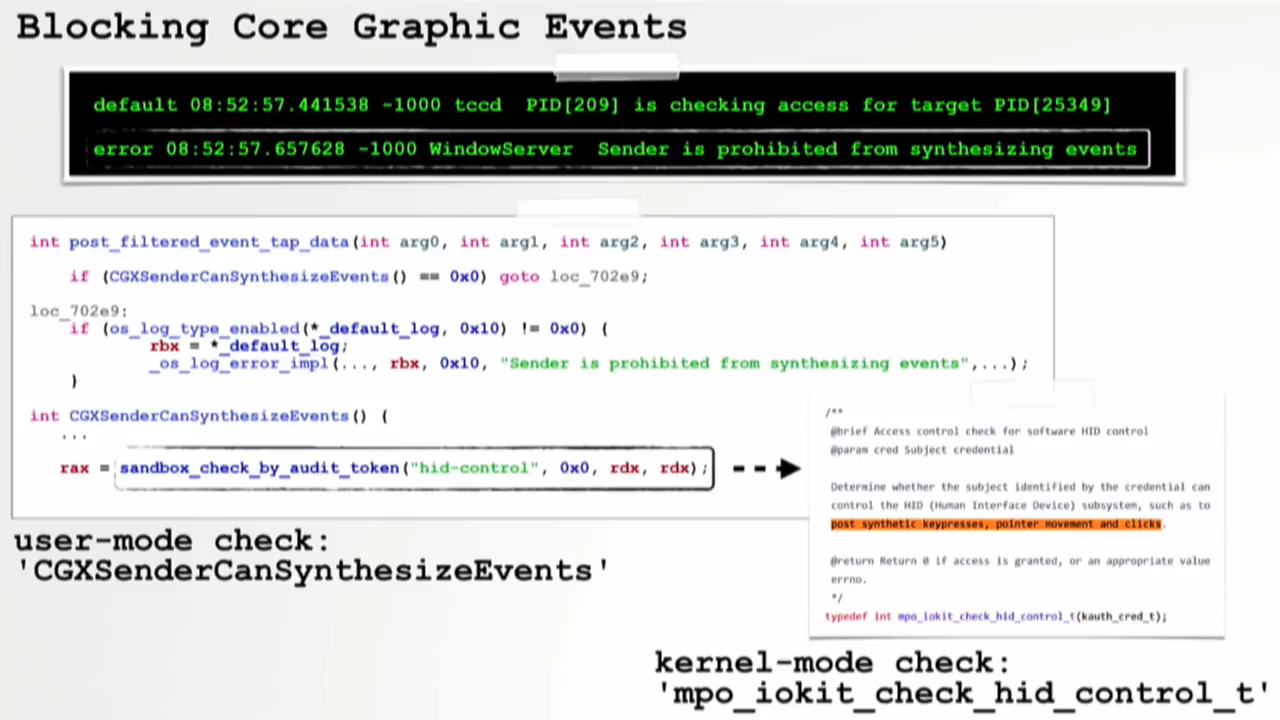 Blocking Core Graphic Events
default 08:52:57.441538 -1000 tccd  PID[209] is checking access for target PID[25349]
error 08:52:57.657628 -1000 WindowServer  Sender is prohibited from synthesizing events
int post_filtered_event_tap_data(int arg0, int arg1, int arg2, int arg3, int arg4, int arg5)
if (CGXSenderCanSynthesizeEvents() == 0x0) goto loc_702e9;
loc_702e9:
if (os_log_type_enabled(*_default_log, 0x10) != 0x0) {
rbx = *_default_log;
_os_log_error_impl(..., rbx, 0x10, "Sender is prohibited from synthesizing events",...);
}
int CGXSenderCanSynthesizeEvents() {
...
rax = sandbox_check_by_audit_token("hid-control", 0x0, rdx, rdx);
/**
@brief Access control check for software HID control
@param cred Subject credential
Determine whether the subject identified by the credential can
control the HID (Human Interface Device) subsystem, such as to
post synthetic keypresses, pointer movement and clicks.
@return Return 0 if access is granted, or an appropriate value
errno.
*/
typedef int mpo_iokit_check_hid_control_t(kauth_cred_t);
user-mode check:
'CGXSenderCanSynthesizeEvents'
kernel-mode check:
'mpo_iokit_check_hid_control_t'